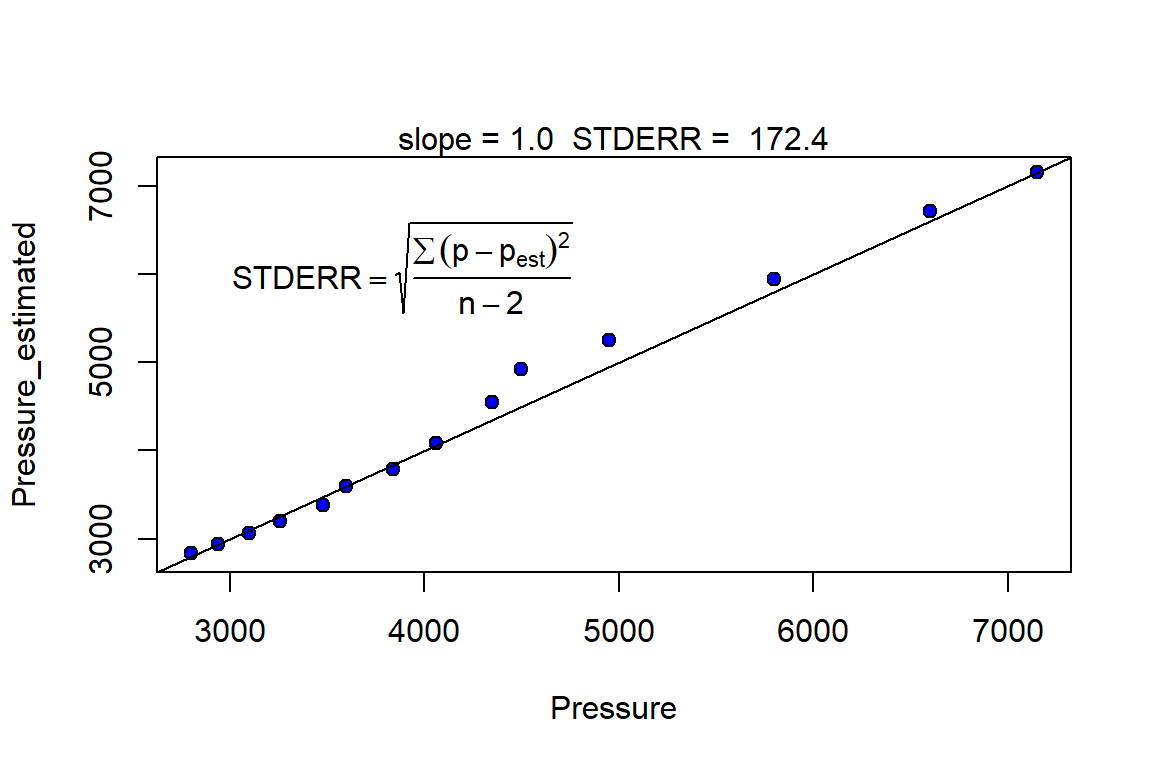 slope = 1.0  STDERR =  172.4
STDERR = √(∑(p − p_est)² / (n − 2))
Pressure_estimated
7000
5000
3000
3000 4000 5000 6000 7000
Pressure